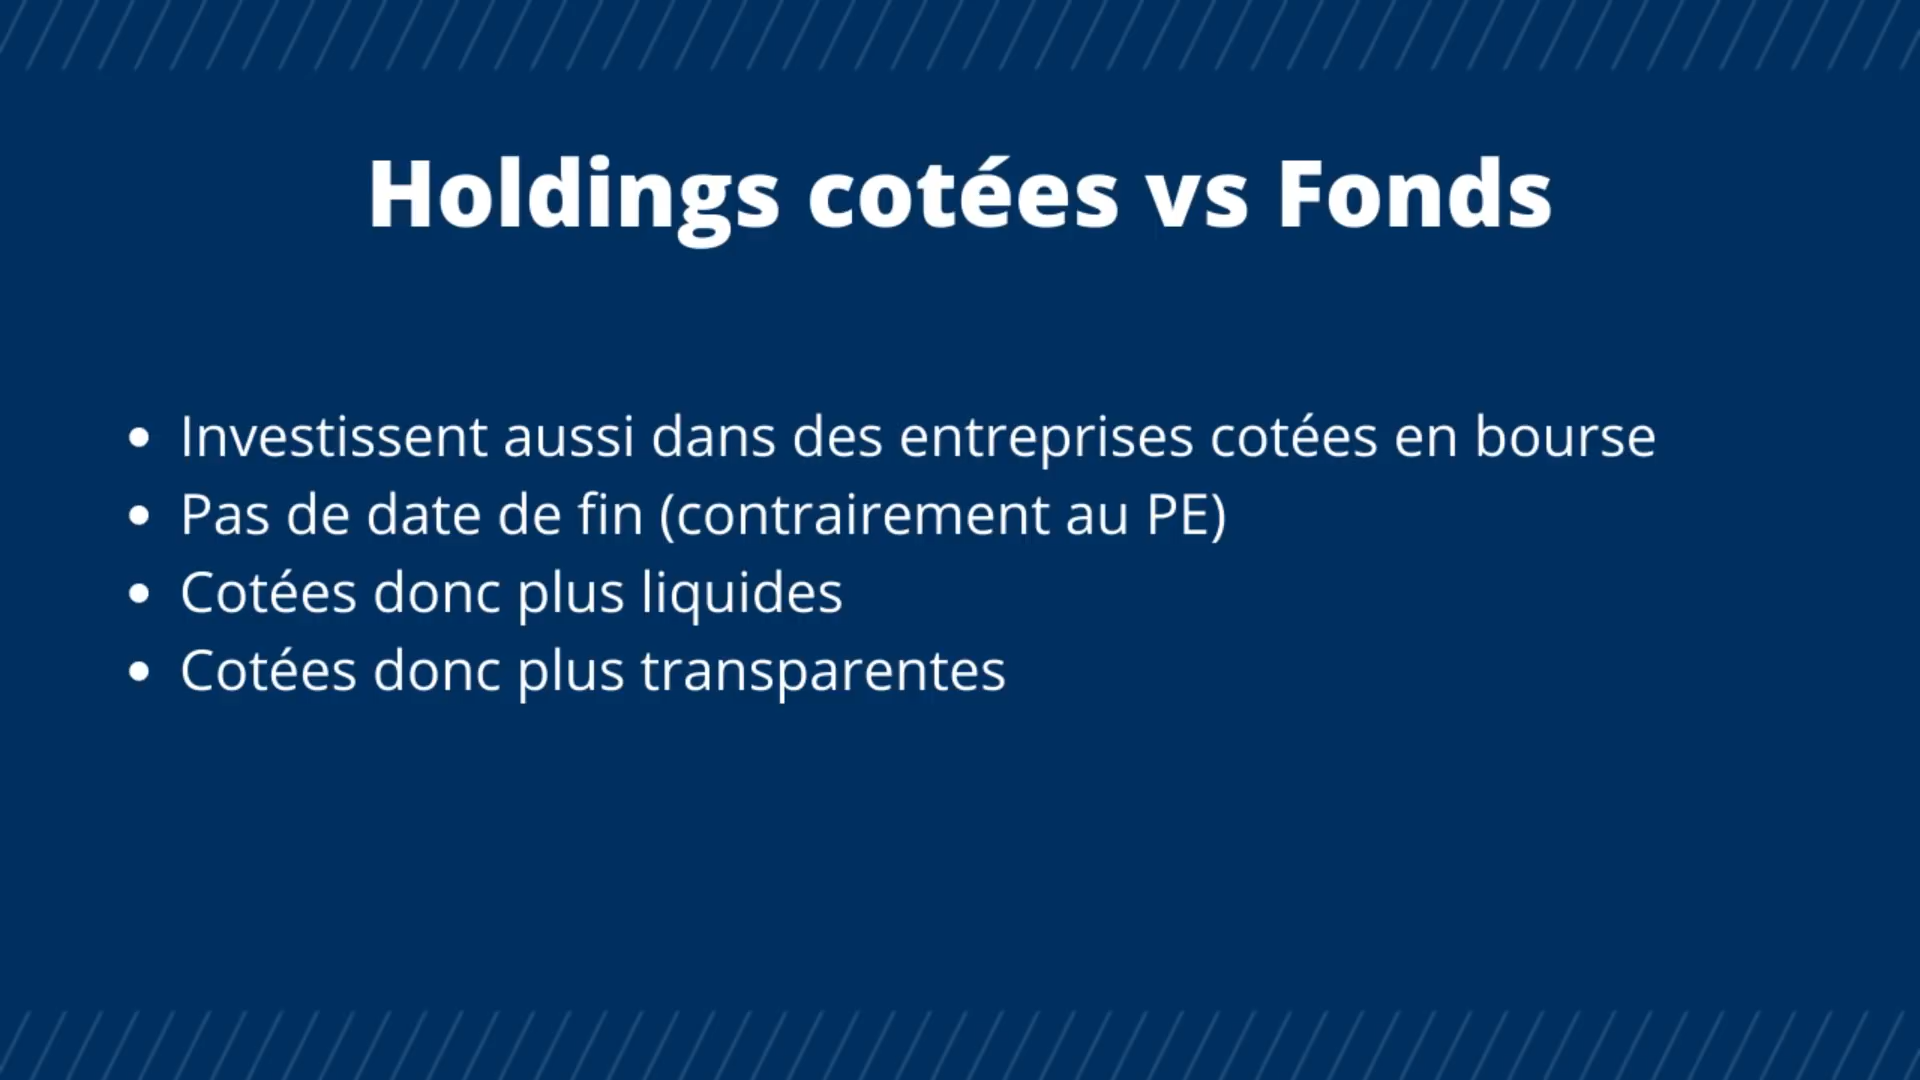 Holdings cotées vs Fonds
• Investissent aussi dans des entreprises cotées en bourse
• Pas de date de fin (contrairement au PE)
• Cotées donc plus liquides
• Cotées donc plus transparentes